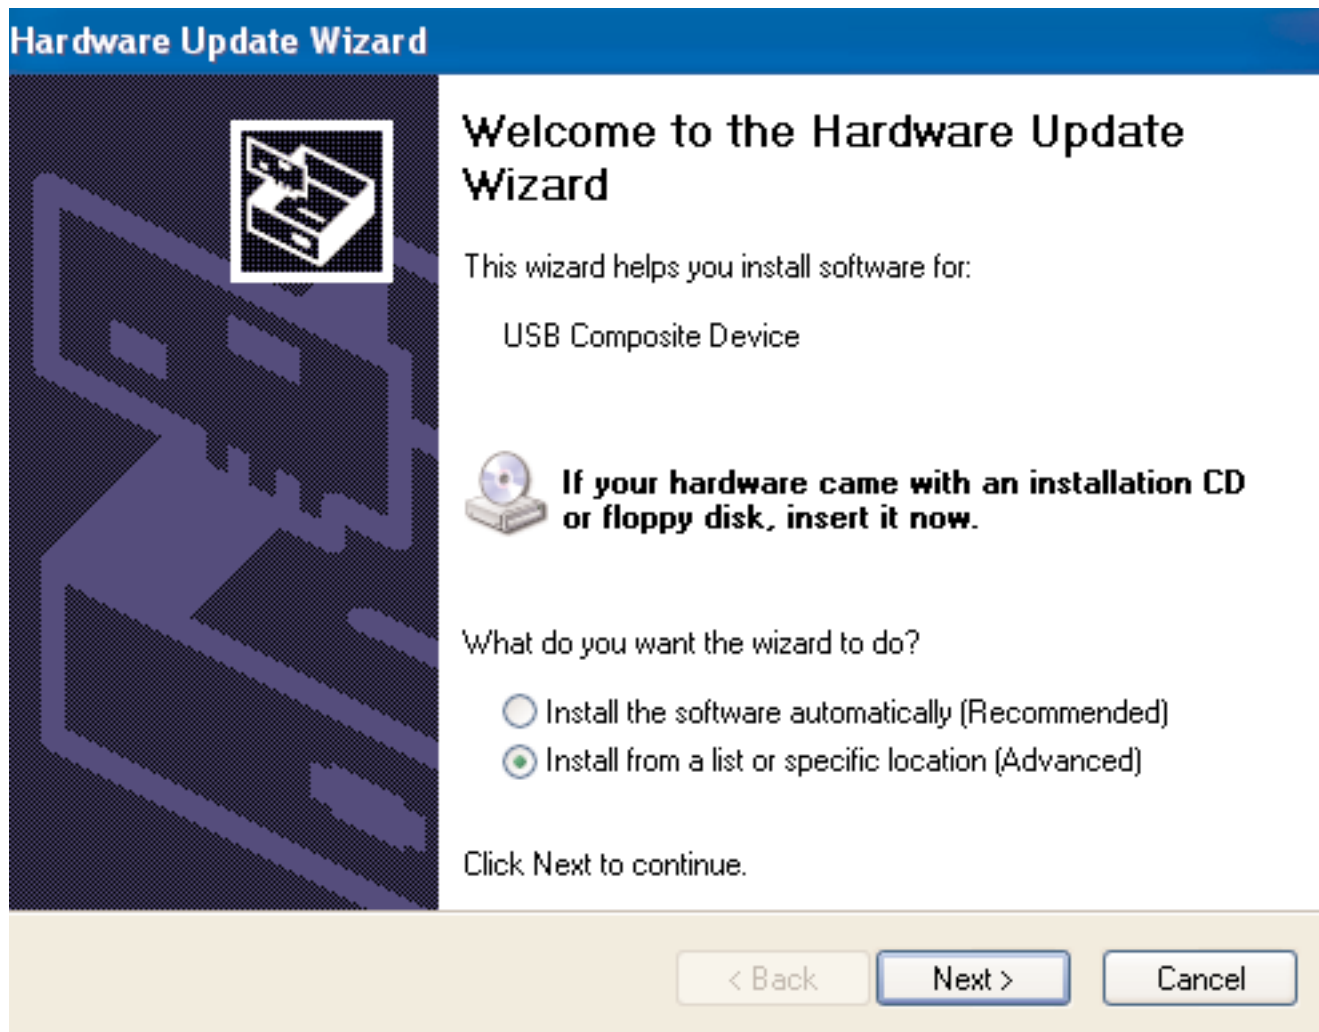 Hardware Update Wizard
Welcome to the Hardware Update
Wizard
This wizard helps you install software for:
USB Composite Device
If your hardware came with an installation CD
or floppy disk, insert it now.
What do you want the wizard to do?
Install the software automatically (Recommended)
Install from a list or specific location (Advanced)
Click Next to continue.
< Back Next > Cancel